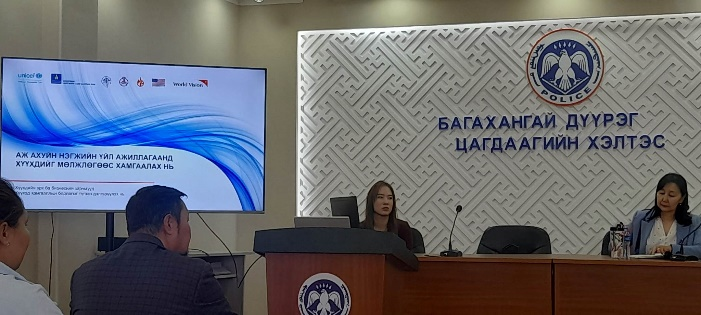 unicef
World Vision
АЖ АХУЙН НЭГЖИЙН ҮЙЛ АЖИЛЛАГААНД
ХҮҮХДИЙГ МӨЛЖЛӨГӨӨС ХАМГААЛАХ НЬ
POLICE
БАГАХАНГАЙ ДҮҮРЭГ
ЦАГДААГИЙН ХЭЛТЭС